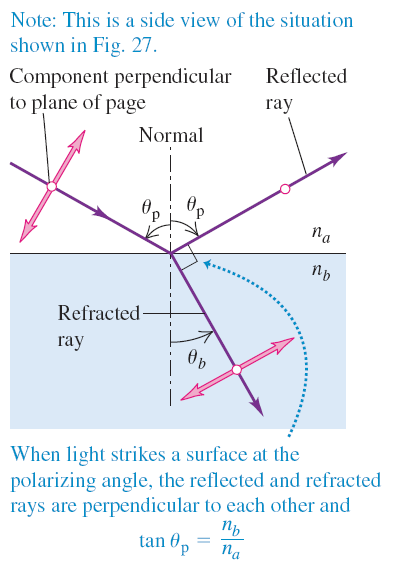 Note: This is a side view of the situation
shown in Fig. 27.
Component perpendicular
to plane of page
Reflected
ray
Normal
θp
θp
na
nb
Refracted
ray
θb
When light strikes a surface at the
polarizing angle, the reflected and refracted
rays are perpendicular to each other and
tan θp = nb/na